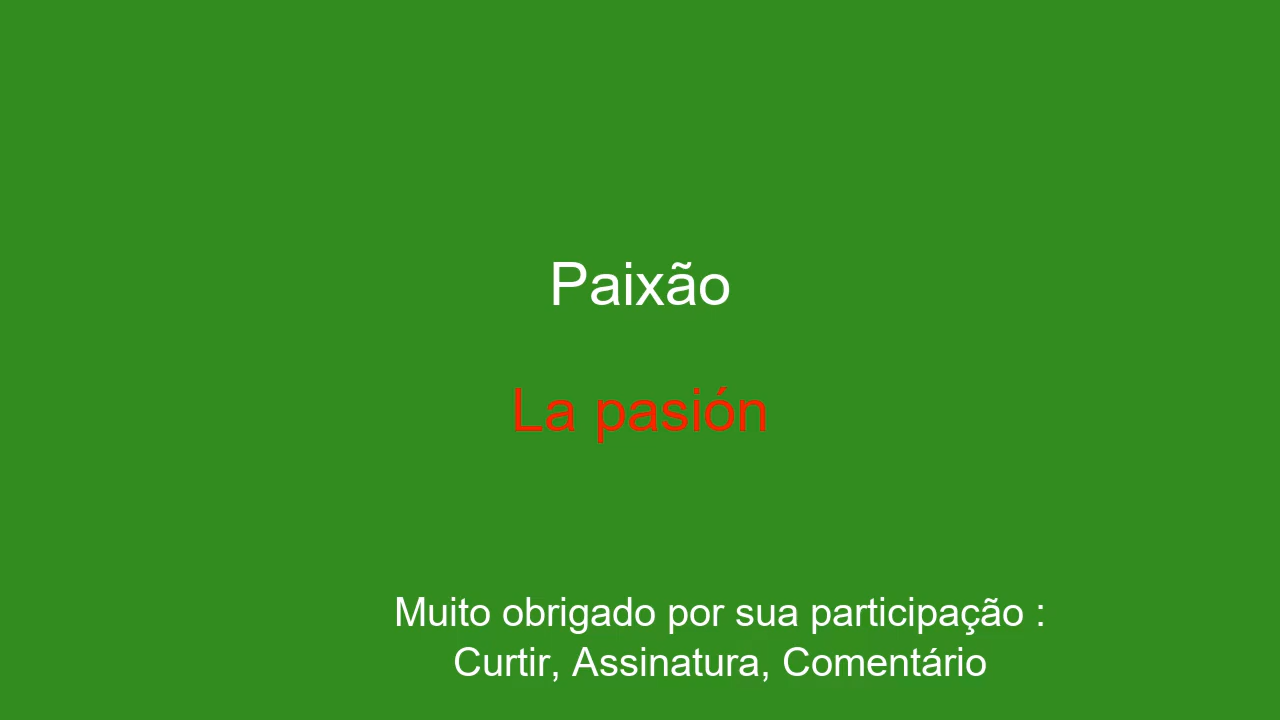 Paixão
La pasión
Muito obrigado por sua participação :
Curtir, Assinatura, Comentário